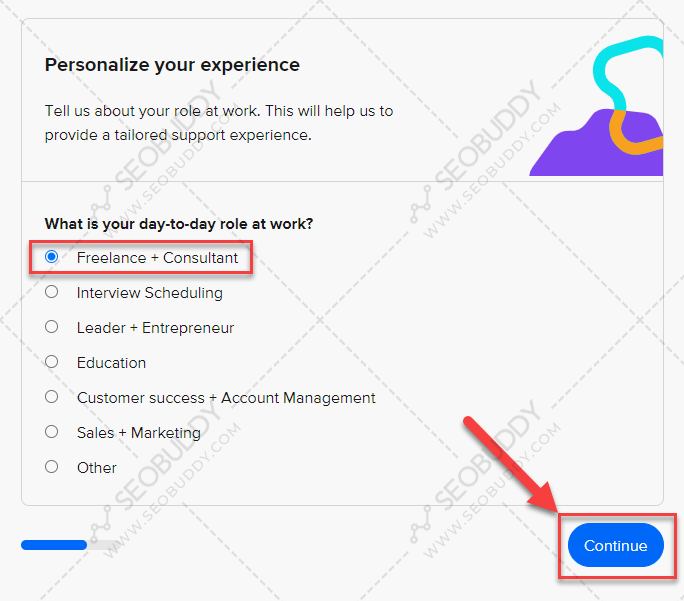 Personalize your experience
Tell us about your role at work. This will help us to
provide a tailored support experience.
SEOBUDDY
WWW.SEOBUDDY.COM
SEOBUDDY
WWW.SEOBUDDY.COM
What is your day-to-day role at work?
Freelance + Consultant
Interview Scheduling
Leader + Entrepreneur
Education
Customer success + Account Management
Sales + Marketing
Other
SEOBUDDY
WWW.SEOBUDDY.COM
SEOBUDDY
WWW.SEOBUDDY.COM
Continue